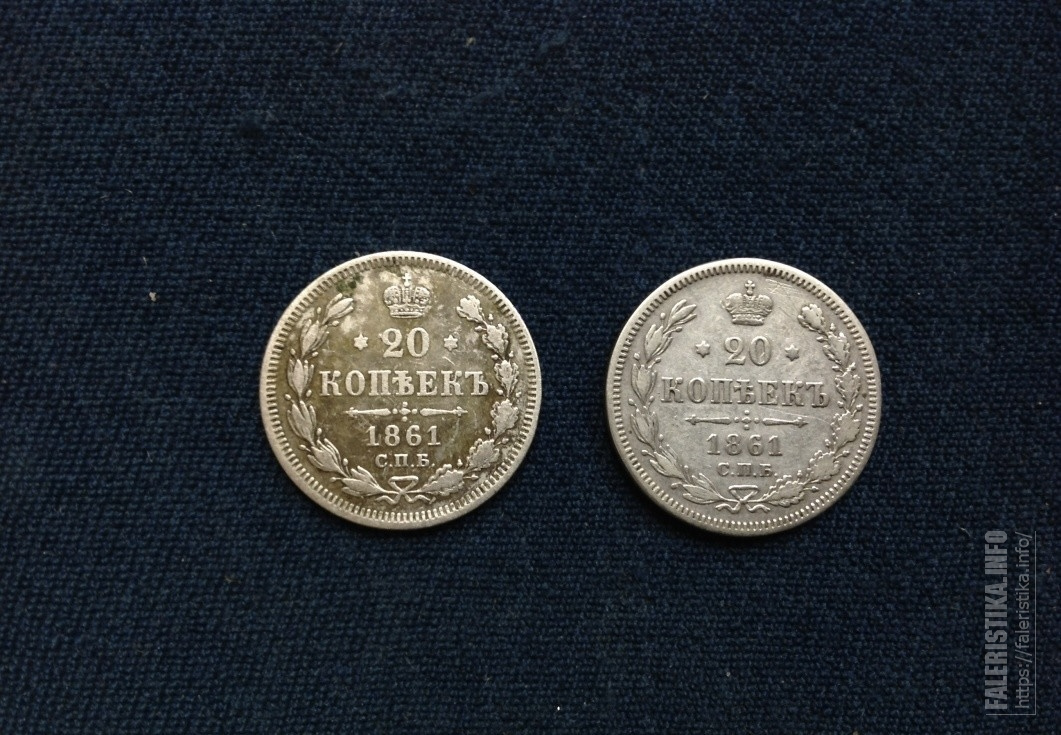 20
КОПѢЕКЪ
1861
С.П.Б.
20
КОПѢЕКЪ
1861
С.П.Б.
FALERISTIKA.INFO
https://faleristika.info/